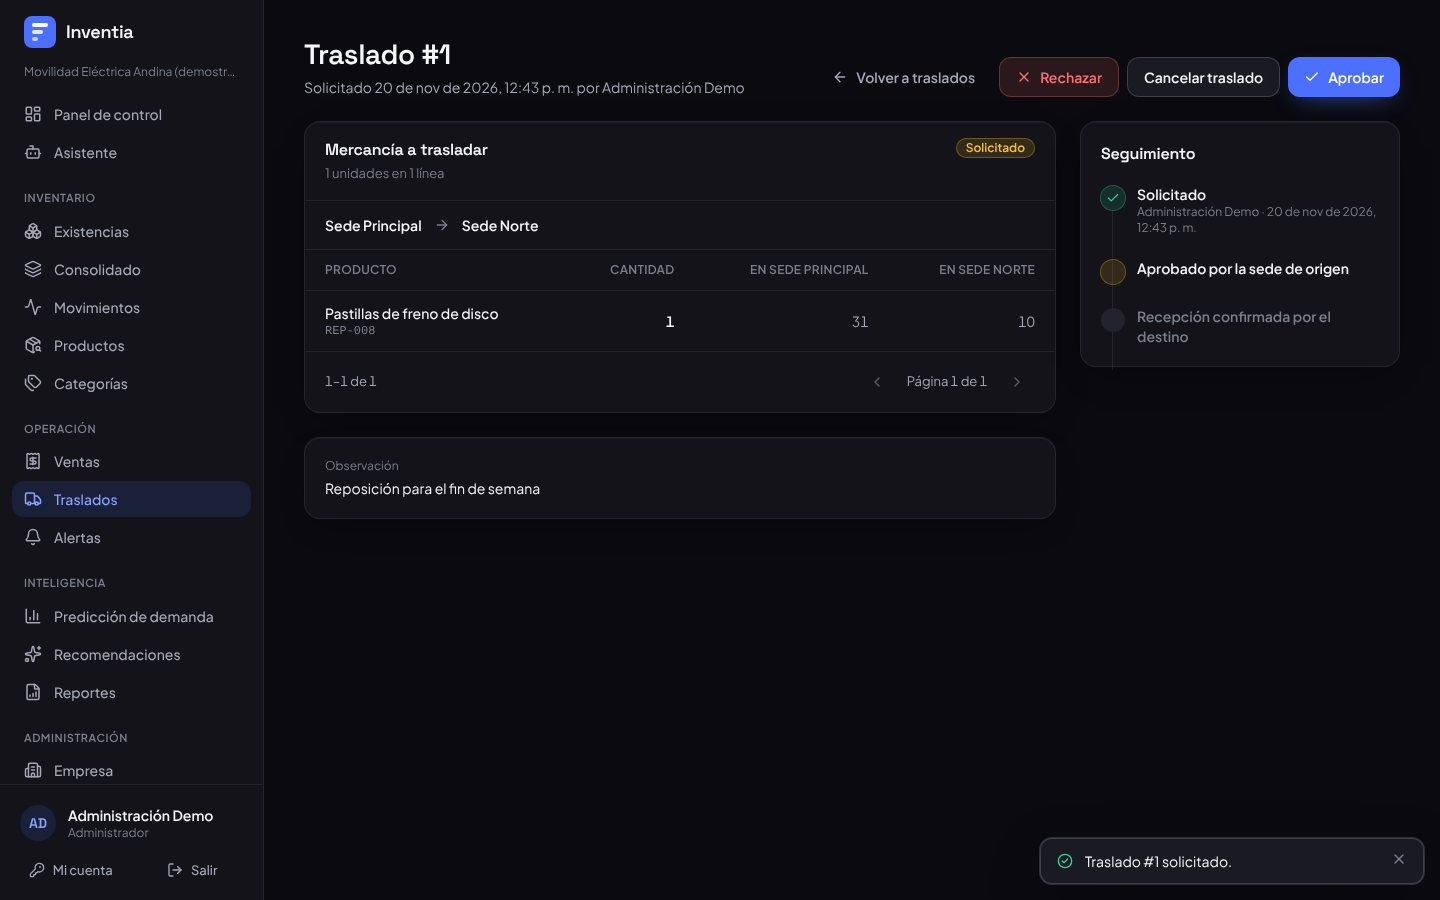 Inventia
Movilidad Eléctrica Andina (demostr...
Panel de control
Asistente
INVENTARIO
Existencias
Consolidado
Movimientos
Productos
Categorías
OPERACIÓN
Ventas
Traslados
Alertas
INTELIGENCIA
Predicción de demanda
Recomendaciones
Reportes
ADMINISTRACIÓN
Empresa
AD
Administración Demo
Administrador
Mi cuenta
Salir
Traslado #1
Solicitado 20 de nov de 2026, 12:43 p. m. por Administración Demo
Volver a traslados
Rechazar
Cancelar traslado
Aprobar
Mercancía a trasladar
Solicitado
1 unidades en 1 línea
Sede Principal → Sede Norte
PRODUCTO CANTIDAD EN SEDE PRINCIPAL EN SEDE NORTE
Pastillas de freno de disco 1 31 10
REP-008
1–1 de 1
Página 1 de 1
Observación
Reposición para el fin de semana
Seguimiento
Solicitado
Administración Demo · 20 de nov de 2026,
12:43 p. m.
Aprobado por la sede de origen
Recepción confirmada por el
destino
Traslado #1 solicitado.